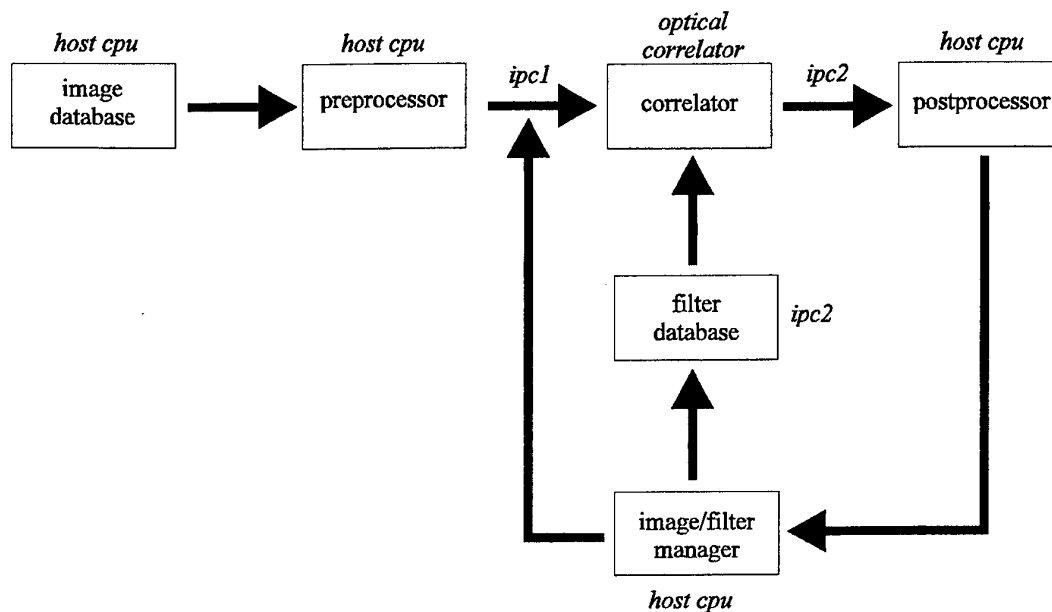 host cpu
image
database
host cpu
preprocessor
ipc1
optical
correlator
correlator
ipc2
host cpu
postprocessor
filter
database
ipc2
image/filter
manager
host cpu